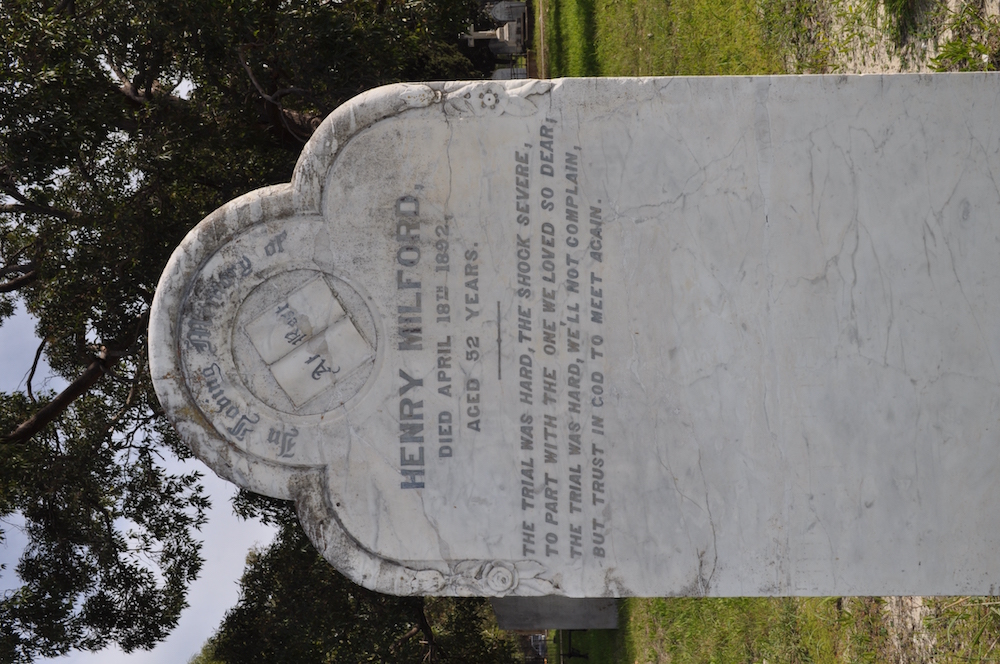 In Loving Memory of
At Rest
HENRY MILFORD,
DIED APRIL 18TH 1892.
AGED 52 YEARS.
THE TRIAL WAS HARD, THE SHOCK SEVERE,
TO PART WITH THE ONE WE LOVED SO DEAR;
THE TRIAL WAS HARD, WE'LL NOT COMPLAIN,
BUT TRUST IN GOD TO MEET AGAIN.